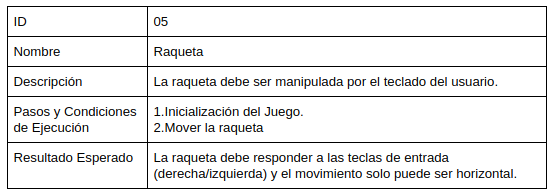 ID 05
Nombre Raqueta
Descripción La raqueta debe ser manipulada por el teclado del usuario.
Pasos y Condiciones de Ejecución
1.Inicialización del Juego.
2.Mover la raqueta
Resultado Esperado
La raqueta debe responder a las teclas de entrada
(derecha/izquierda) y el movimiento solo puede ser horizontal.